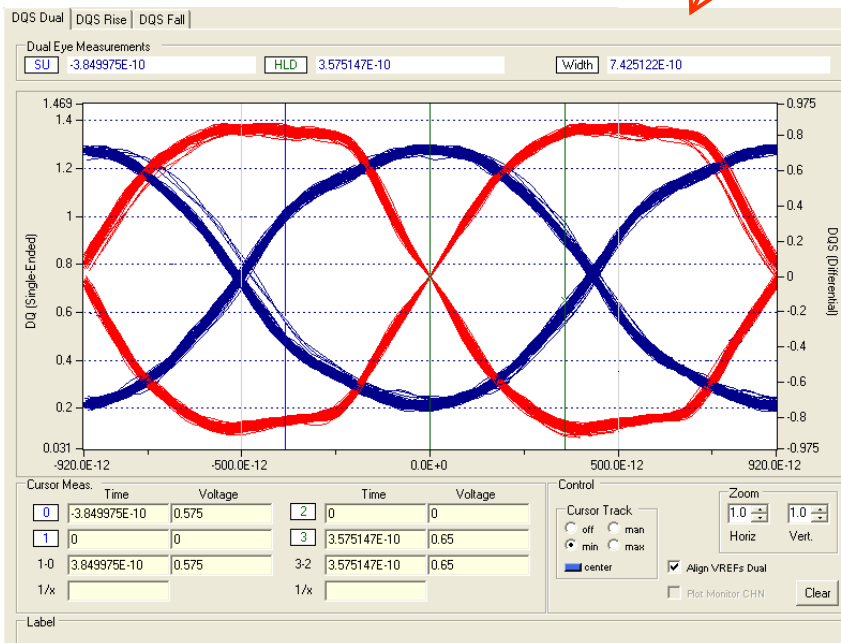 DQS Dual DQS Rise DQS Fall
Dual Eye Measurements
SU -3.849975E-10 HLD 3.575147E-10 Width 7.425122E-10
1.469 0.975
1.4 0.8
1.2 0.6
0.4
1 0.2
0.8 0
0.6 -0.2
0.4 -0.4
-0.6
0.2 -0.8
0.031 -0.975
DQ (Single-Ended)
DQS (Differential)
-920.0E-12 -500.0E-12 0.0E+0 500.0E-12 920.0E-12
Cursor Meas.
Time Voltage Time Voltage
0 -3.849975E-10 0.575 2 0 0
1 0 0 3 3.575147E-10 0.65
1-0 3.849975E-10 0.575 3-2 3.575147E-10 0.65
1/x 1/x
Control
Cursor Track
off man
min max
center
Zoom
1.0 1.0
Horiz Vert.
Align VREFs Dual
Plot Monitor CHN
Clear
Label